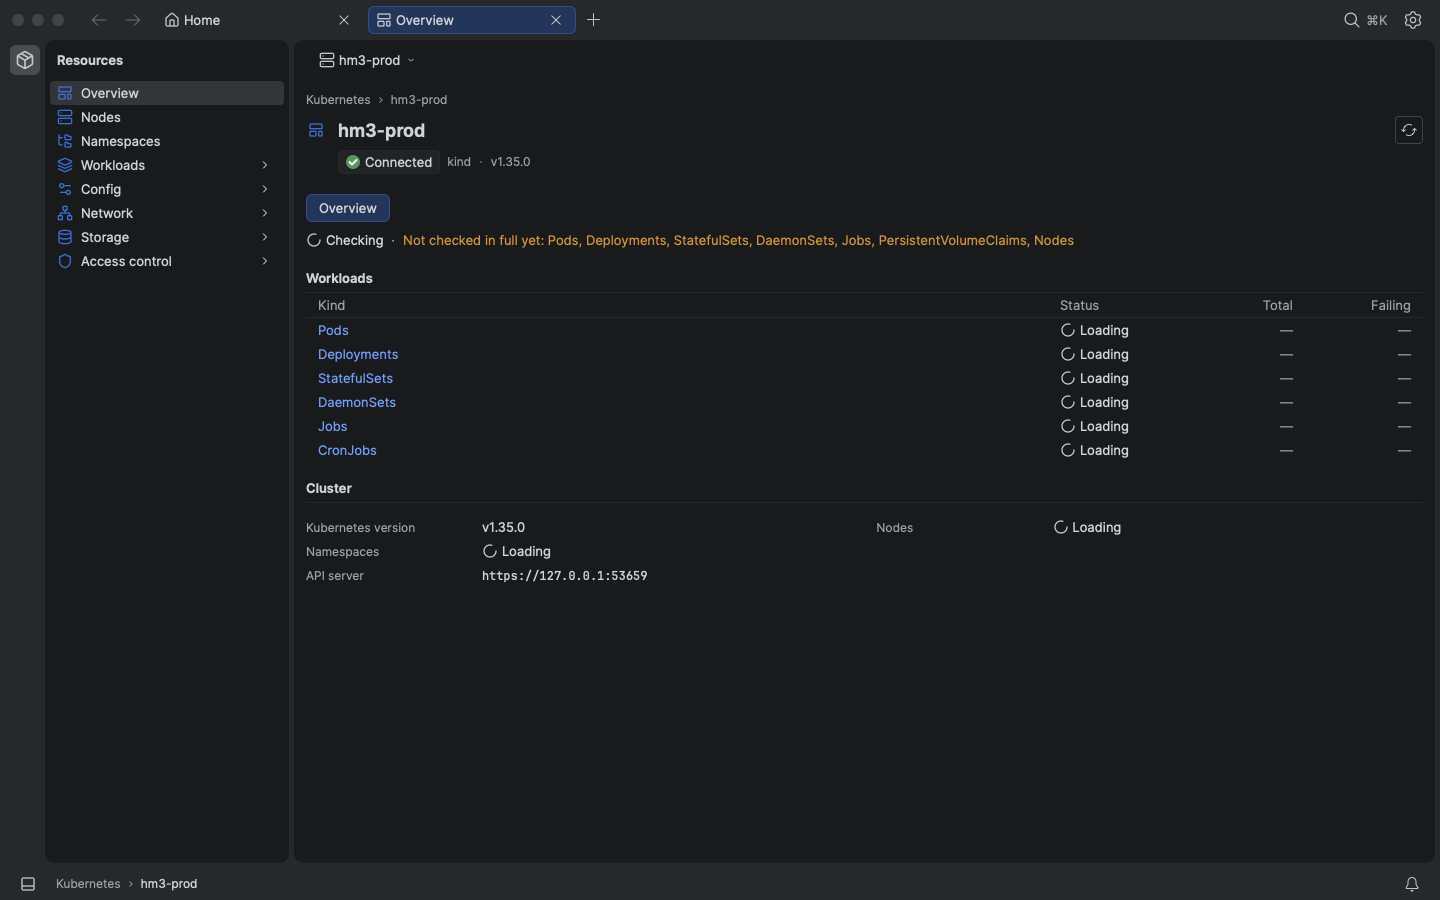 Home
Overview
⌘K
Resources
Overview
Nodes
Namespaces
Workloads
Config
Network
Storage
Access control
hm3-prod
Kubernetes › hm3-prod
hm3-prod
Connected kind · v1.35.0
Overview
Checking · Not checked in full yet: Pods, Deployments, StatefulSets, DaemonSets, Jobs, PersistentVolumeClaims, Nodes
Workloads
Kind Status Total Failing
Pods Loading — —
Deployments Loading — —
StatefulSets Loading — —
DaemonSets Loading — —
Jobs Loading — —
CronJobs Loading — —
Cluster
Kubernetes version v1.35.0 Nodes Loading
Namespaces Loading
API server https://127.0.0.1:53659
Kubernetes › hm3-prod